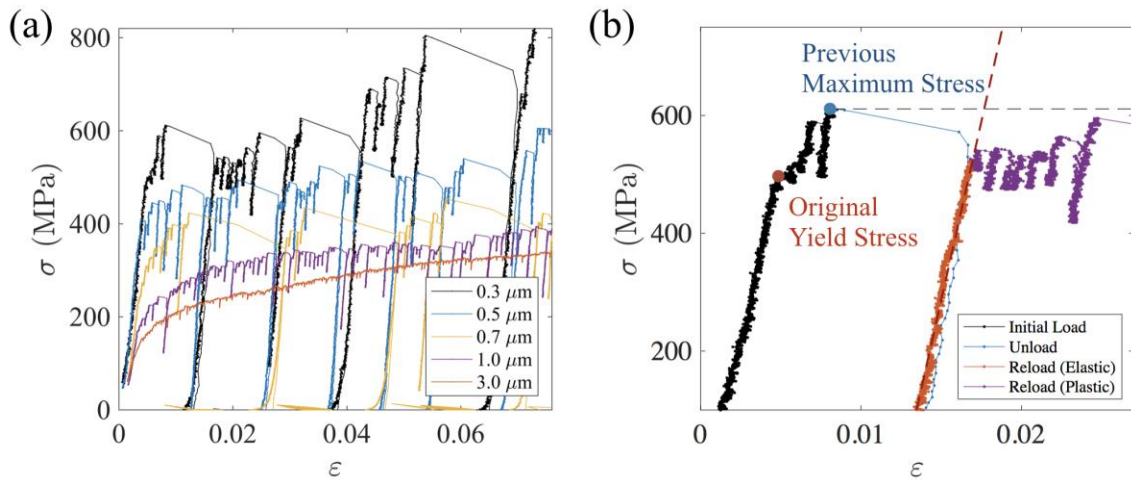 (a)
800
600
400
200
0
σ (MPa)
0
0.02
0.04
0.06
ε
0.3 μm
0.5 μm
0.7 μm
1.0 μm
3.0 μm
(b)
600
400
200
σ (MPa)
0
0.01
0.02
ε
Previous
Maximum Stress
Original
Yield Stress
Initial Load
Unload
Reload (Elastic)
Reload (Plastic)